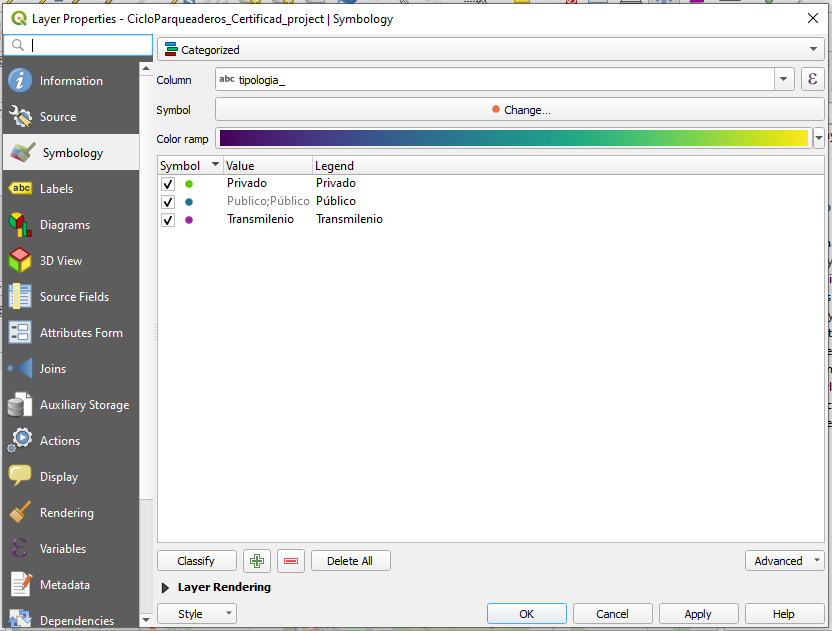 Layer Properties - CicloParqueaderos_Certificad_project | Symbology
Categorized
Information
Column
abc tipologia_
ε
Source
Symbol
Change...
Symbology
Color ramp
Symbol Value Legend
Privado Privado
Publico;Público Público
Transmilenio Transmilenio
abc Labels
Diagrams
3D View
Source Fields
Attributes Form
Joins
Auxiliary Storage
Actions
Display
Rendering
Variables
Metadata
Dependencies
Classify
Delete All
Advanced
Layer Rendering
Style
OK
Cancel
Apply
Help